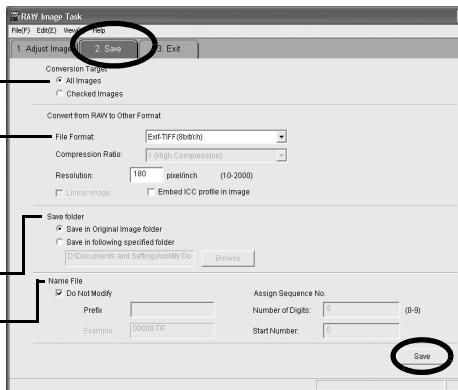 RAW Image Task
File(F) Edit(E) View Help
1. Adjust Image 2. Save 3. Exit
Conversion Target
All Images
Checked Images
Convert from RAW to Other Format
File Format: Exif-TIFF(8bit/ch)
Compression Ratio: 1 (High Compression)
Resolution: 180 pixel/inch (10-2000)
Linear Image Embed ICC profile in image
Save folder
Save in Original Image folder
Save in following specified folder
D:\Documents and Settings\xxx\My Do Browse
Name File
Do Not Modify Assign Sequence No.
Prefix Number of Digits: 5 (0-9)
Example 00000.TIF Start Number: 0
Save